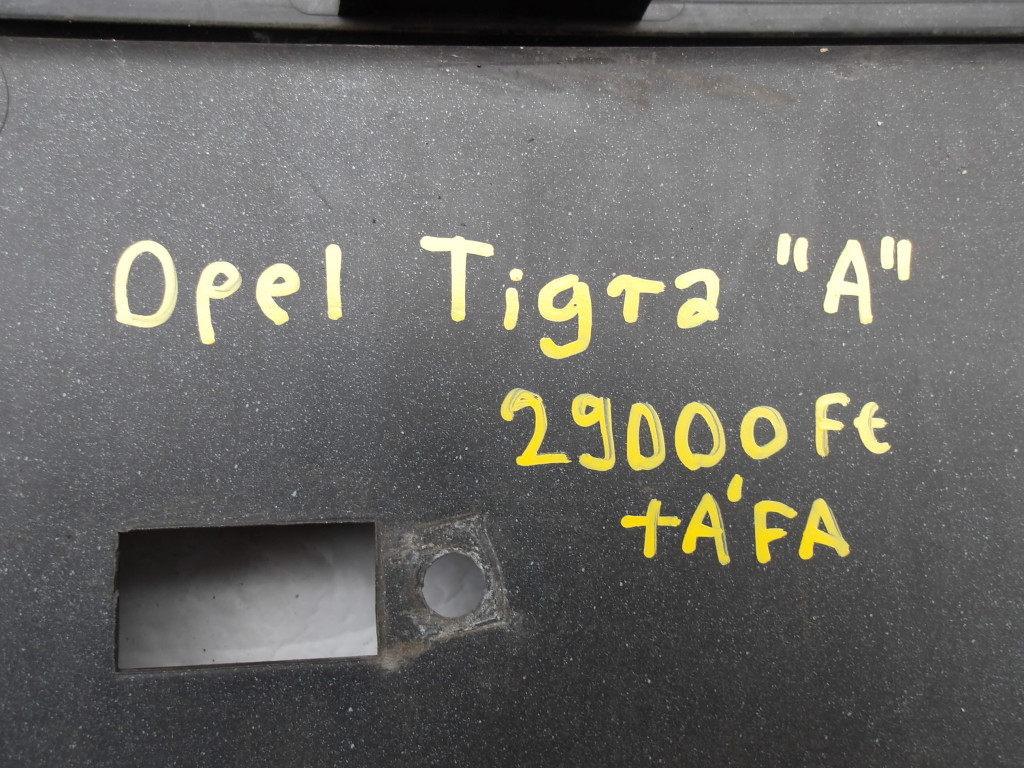 Opel Tigra "A"
29000 Ft
+ÁFA